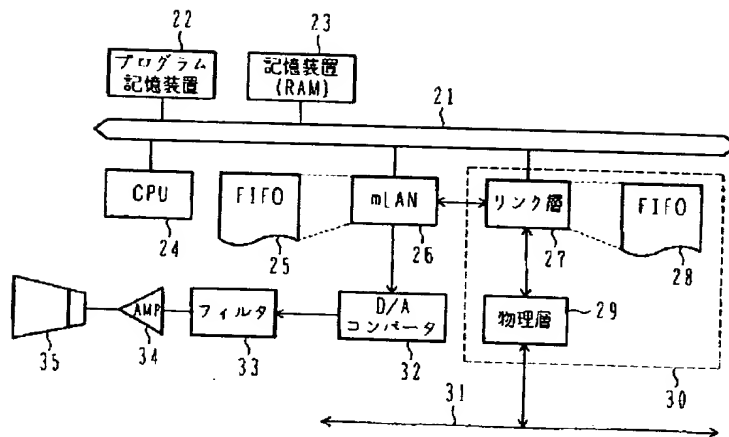 22
23
プログラム
記憶装置
記憶装置
(RAM)
21
CPU
FIFO
mLAN
リンク層
FIFO
24
25
26
27
28
AMP
フィルタ
D/A
コンバータ
物理層
29
35
34
33
32
30
31